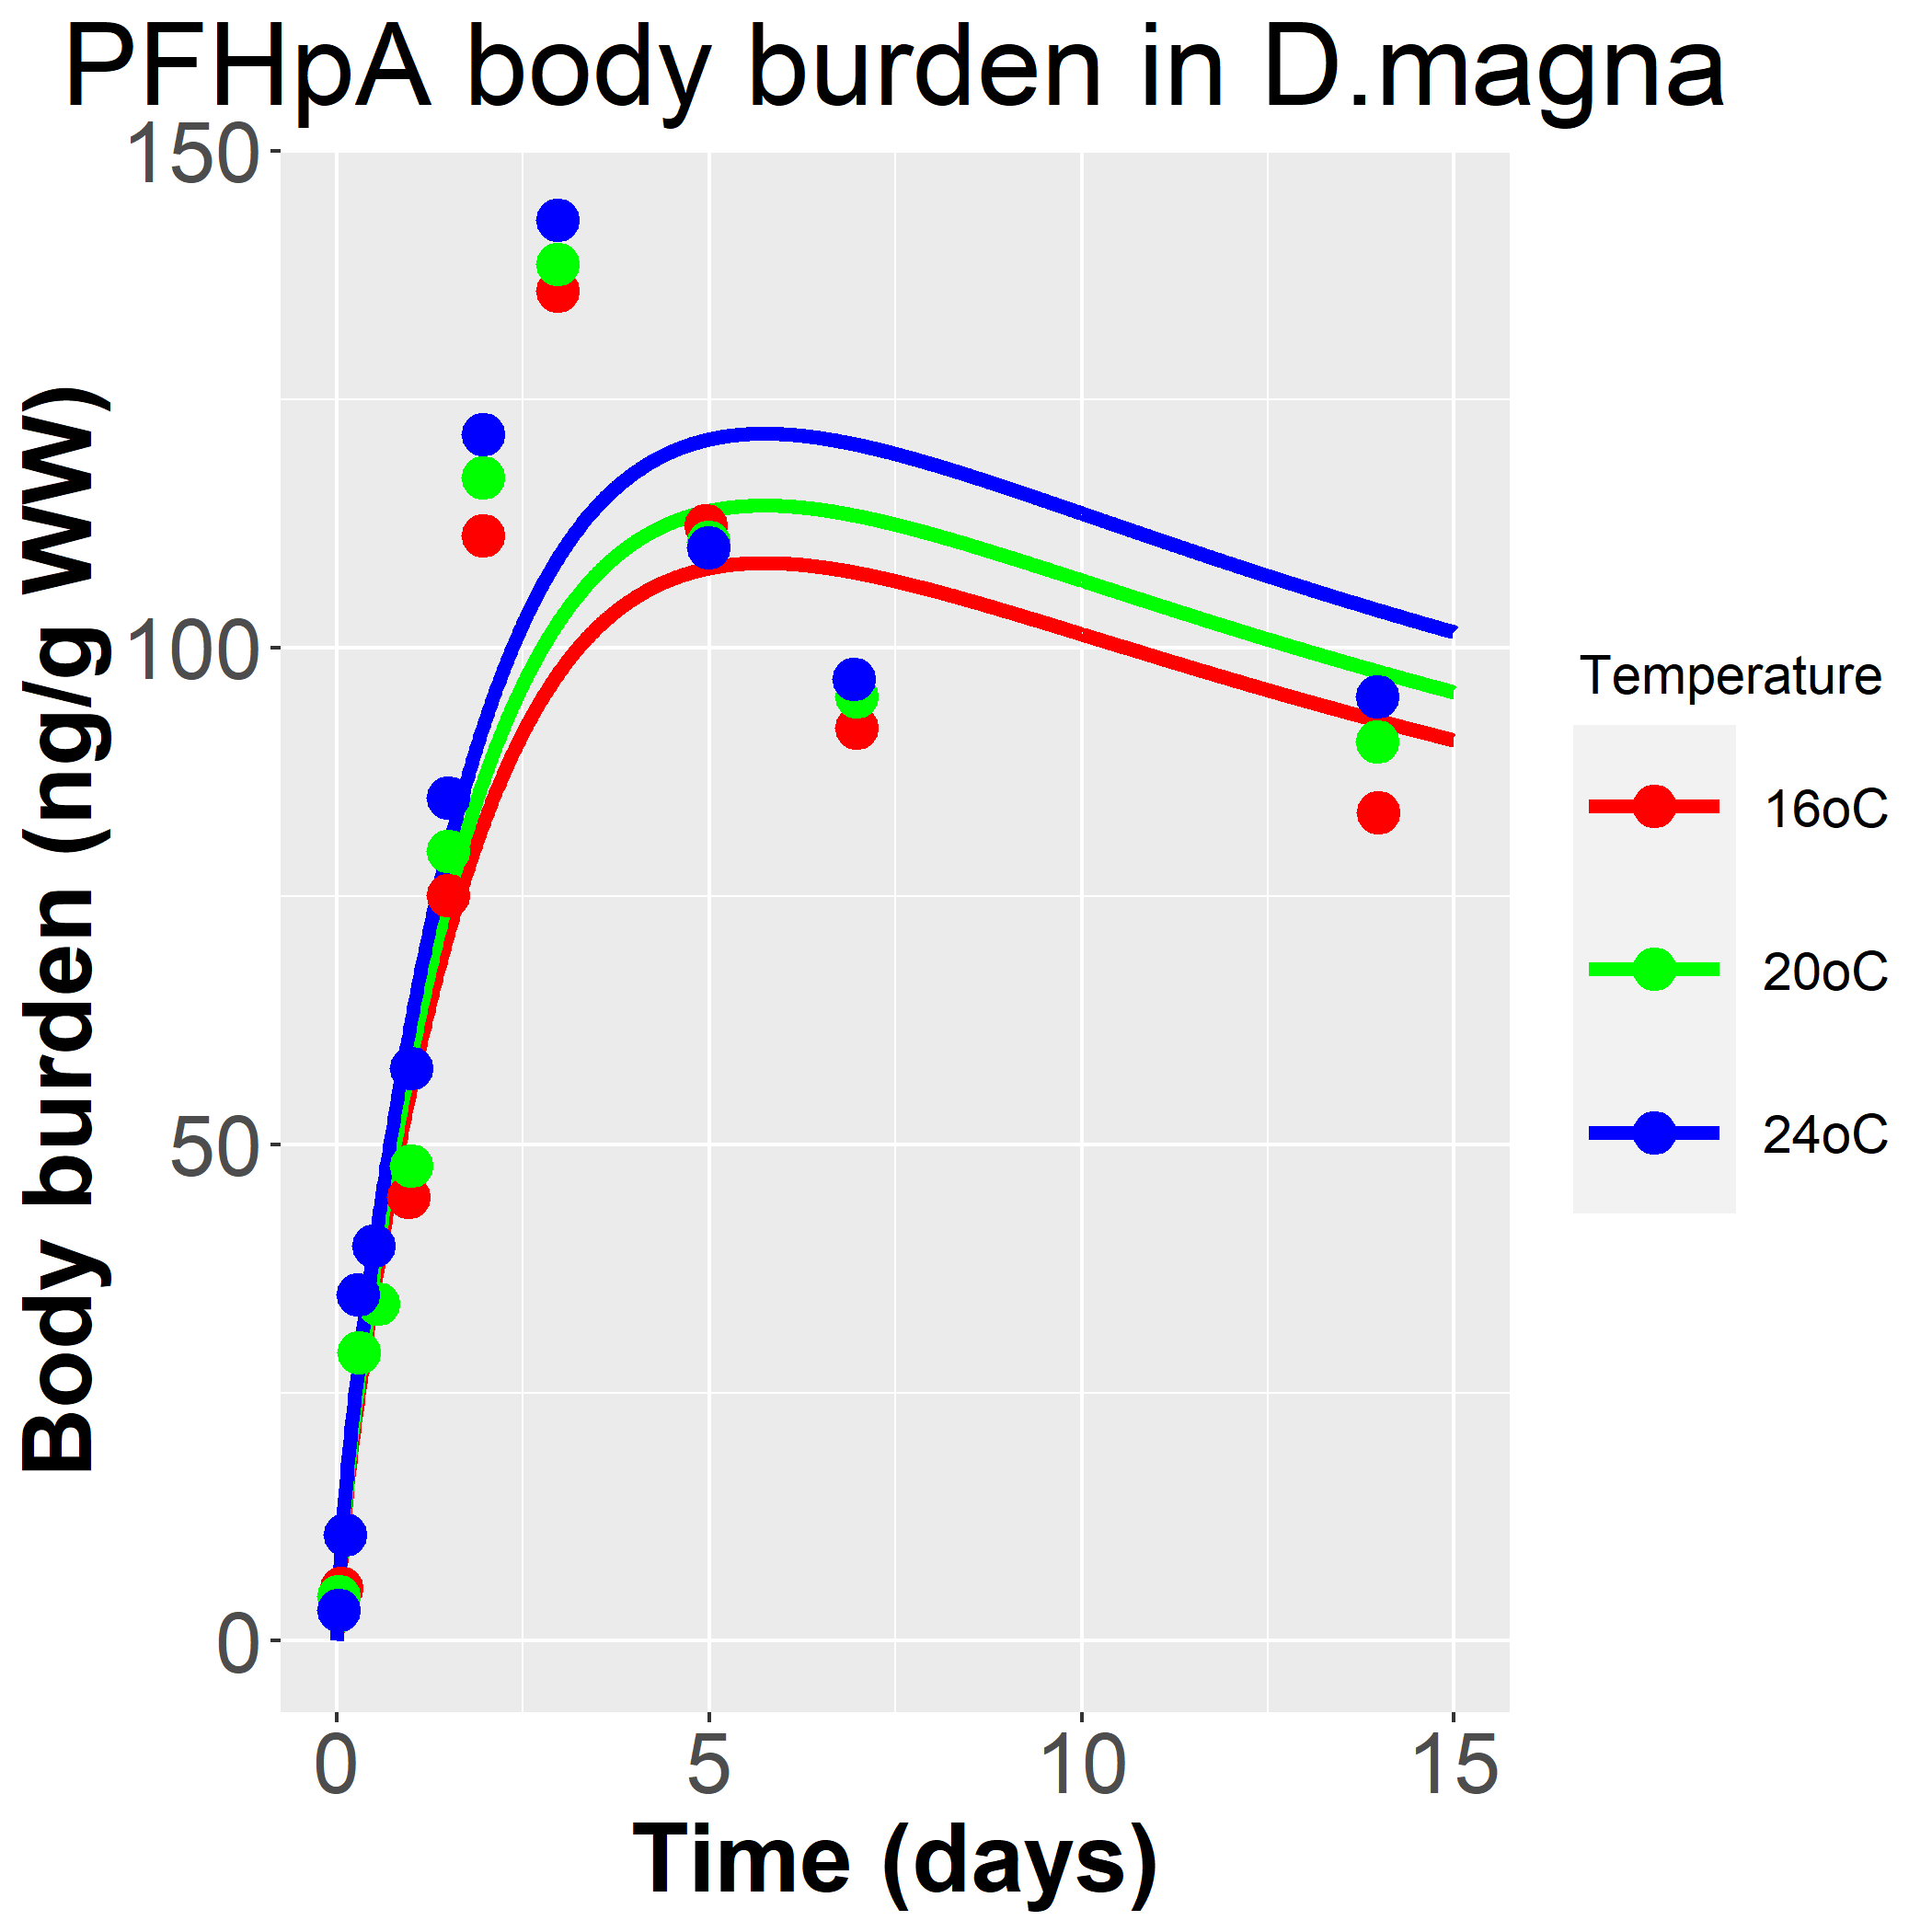 PFHpA body burden in D.magna
Body burden (ng/g WW)
150
100
50
0
0 5 10 15
Time (days)
Temperature
16oC
20oC
24oC